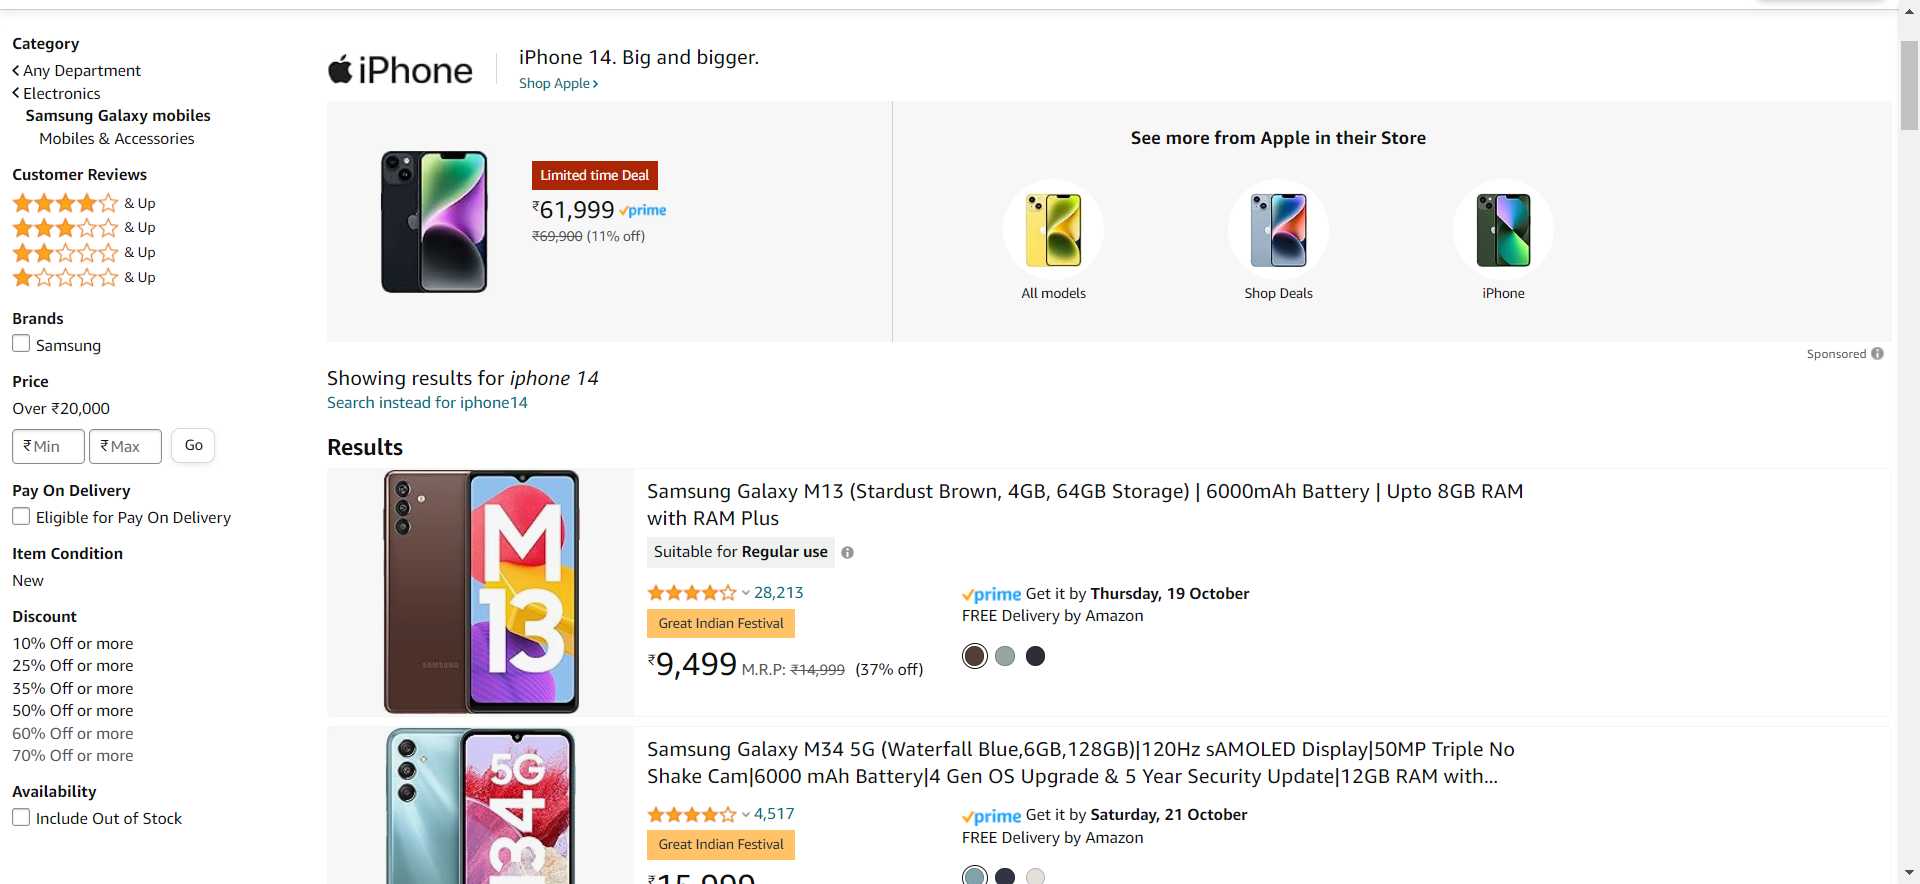 Category
Any Department
Electronics
Samsung Galaxy mobiles
Mobiles & Accessories
Customer Reviews
& Up
& Up
& Up
& Up
Brands
Samsung
Price
Over ₹20,000
₹ Min
₹ Max
Go
Pay On Delivery
Eligible for Pay On Delivery
Item Condition
New
Discount
10% Off or more
25% Off or more
35% Off or more
50% Off or more
60% Off or more
70% Off or more
Availability
Include Out of Stock
iPhone
iPhone 14. Big and bigger.
Shop Apple
Limited time Deal
₹61,999 prime
₹69,900 (11% off)
See more from Apple in their Store
All models
Shop Deals
iPhone
Sponsored
Showing results for iphone 14
Search instead for iphone14
Results
M
13
SAMSUNG
Samsung Galaxy M13 (Stardust Brown, 4GB, 64GB Storage) | 6000mAh Battery | Upto 8GB RAM
with RAM Plus
Suitable for Regular use
28,213
Great Indian Festival
₹9,499 M.R.P: ₹14,999 (37% off)
prime Get it by Thursday, 19 October
FREE Delivery by Amazon
5G
Samsung Galaxy M34 5G (Waterfall Blue,6GB,128GB)|120Hz sAMOLED Display|50MP Triple No
Shake Cam|6000 mAh Battery|4 Gen OS Upgrade & 5 Year Security Update|12GB RAM with...
4,517
Great Indian Festival
prime Get it by Saturday, 21 October
FREE Delivery by Amazon